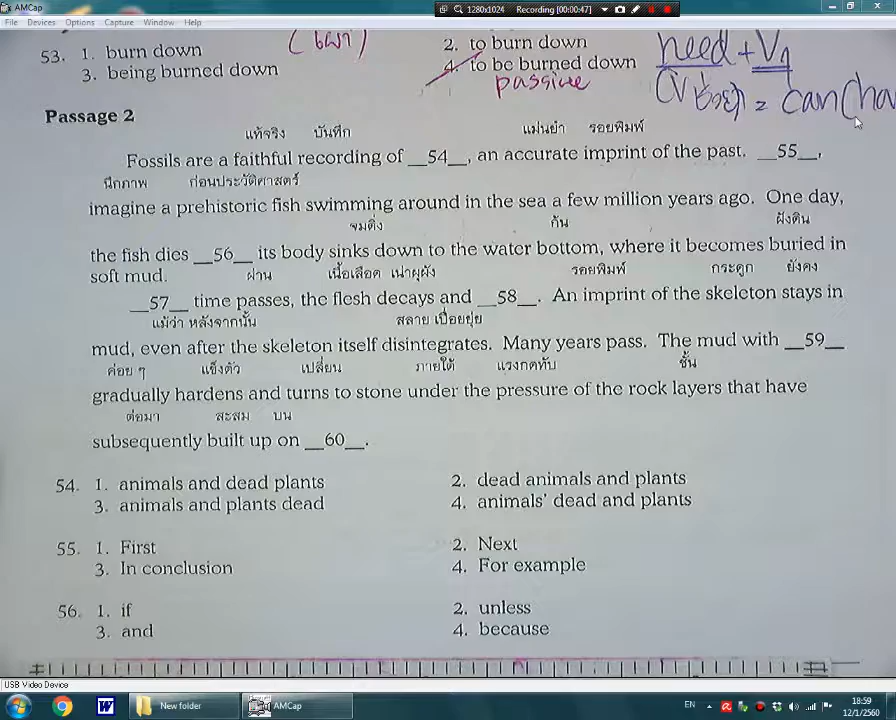 AMCap
1280x1024 Recording [00:00:47]
File Devices Options Capture Window Help
53. 1. burn down (เผา) 2. to burn down need + V1
3. being burned down 4. to be burned down
passive = can
Passage 2
แท้จริง บันทึก แม่นยำ รอยพิมพ์
Fossils are a faithful recording of __54__, an accurate imprint of the past. __55__,
นึกภาพ ก่อนประวัติศาสตร์
imagine a prehistoric fish swimming around in the sea a few million years ago. One day,
จมดิ่ง ก้น ฝังดิน
the fish dies __56__ its body sinks down to the water bottom, where it becomes buried in
soft mud. ผ่าน เนื้อเลือด เน่าผุผัง รอยพิมพ์ กระดูก ยังคง
__57__ time passes, the flesh decays and __58__. An imprint of the skeleton stays in
แม้ว่า หลังจากนั้น สลาย เปื่อยยุ่ย
mud, even after the skeleton itself disintegrates. Many years pass. The mud with __59__
ค่อย ๆ แข็งตัว เปลี่ยน ภายใต้ แรงกดทับ ชั้น
gradually hardens and turns to stone under the pressure of the rock layers that have
ต่อมา สะสม บน
subsequently built up on __60__.
54. 1. animals and dead plants 2. dead animals and plants
3. animals and plants dead 4. animals' dead and plants
55. 1. First 2. Next
3. In conclusion 4. For example
56. 1. if 2. unless
3. and 4. because
USB Video Device
New folder AMCap EN 18:59
12/1/2560